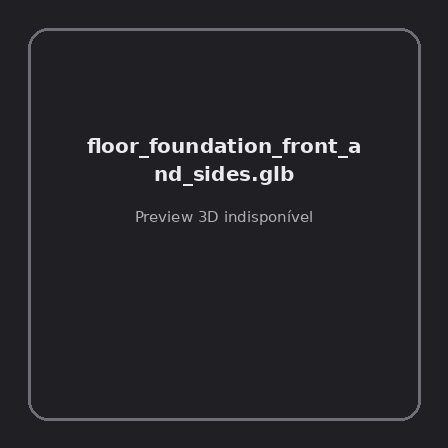 floor_foundation_front_a
nd_sides.glb
Preview 3D indisponível